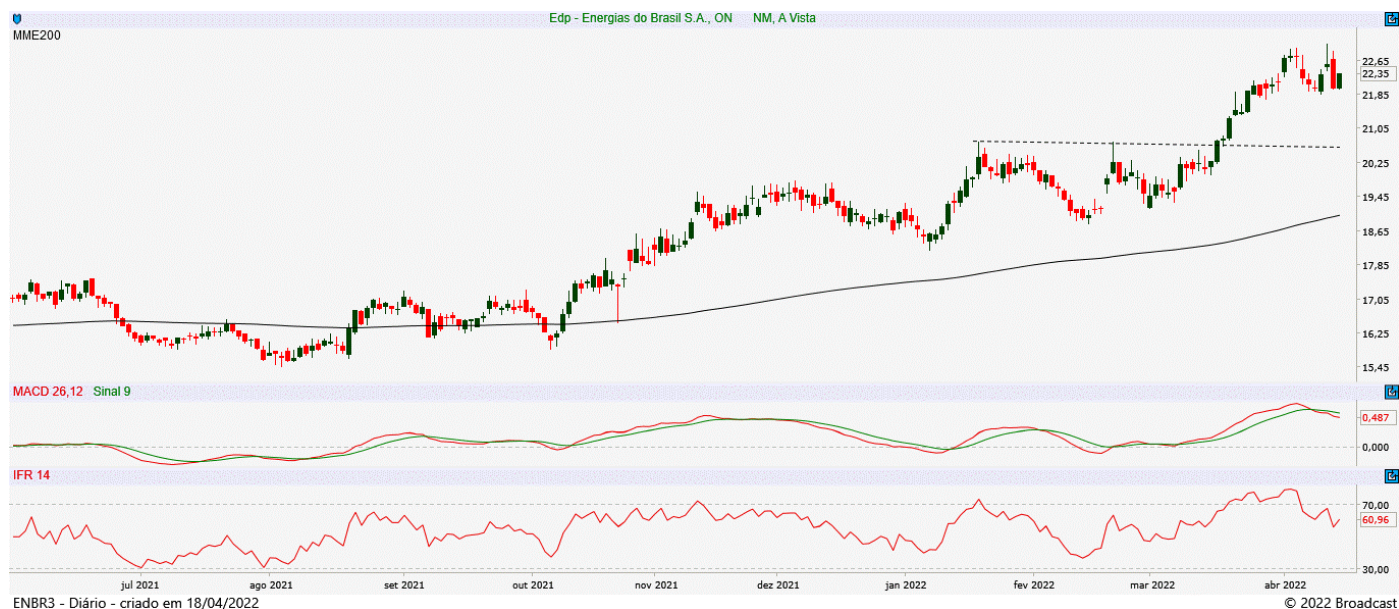 Edp - Energias do Brasil S.A., ON NM, A Vista
MME200
22,65
22,35
21,85
21,05
20,25
19,45
18,65
17,85
17,05
16,25
15,45
MACD 26,12 Sinal 9
0,487
0,000
IFR 14
70,00
60,96
30,00
jul 2021 ago 2021 set 2021 out 2021 nov 2021 dez 2021 jan 2022 fev 2022 mar 2022 abr 2022
ENBR3 - Diário - criado em 18/04/2022 © 2022 Broadcast